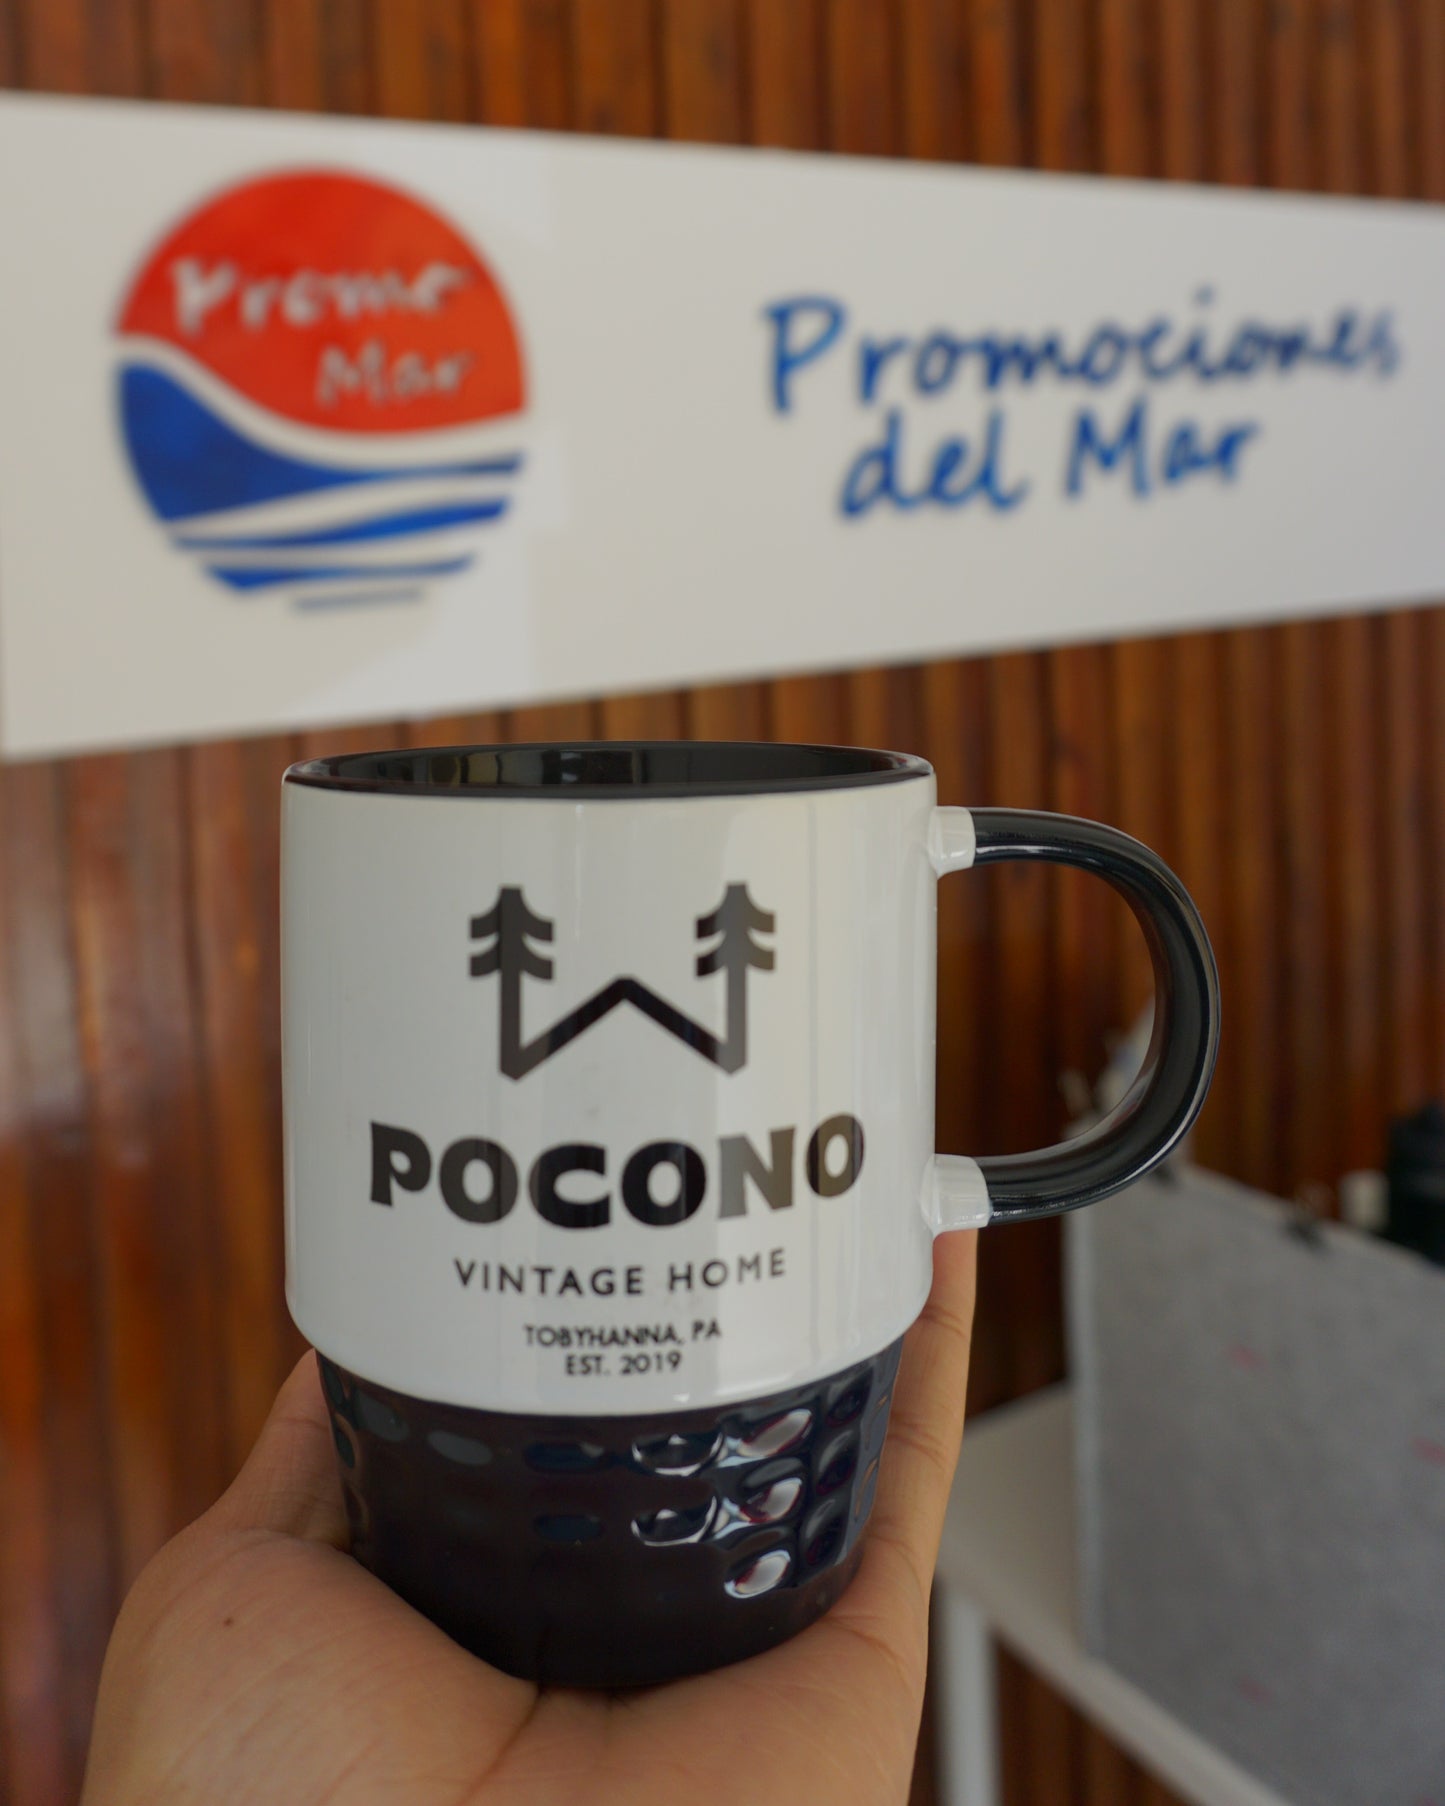 Promo
Mar
Promociones
del Mar
POCONO
VINTAGE HOME
TOBYHANNA, PA
EST. 2019